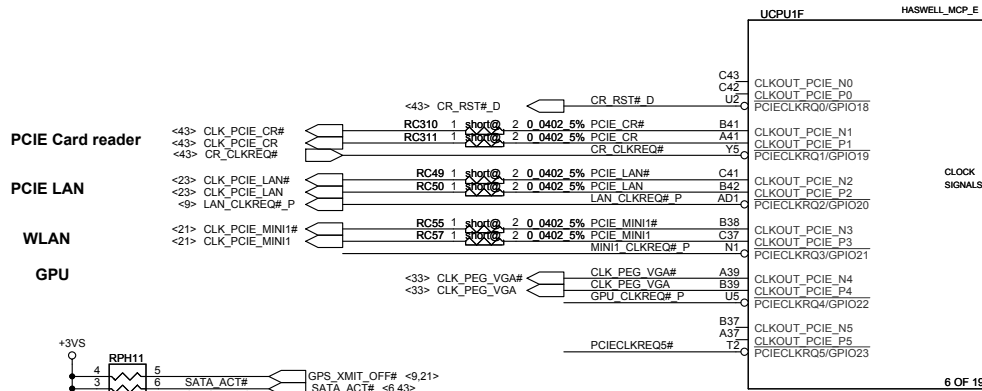 UCPU1F HASWELL_MCP_E
C43 CLKOUT_PCIE_N0
C42 CLKOUT_PCIE_P0
<43> CR_RST#_D CR_RST#_D U2 PCIECLKRQ0/GPIO18
PCIE Card reader
<43> CLK_PCIE_CR# RC310 1 short@ 2 0_0402_5% PCIE_CR# B41 CLKOUT_PCIE_N1
<43> CLK_PCIE_CR RC311 1 short@ 2 0_0402_5% PCIE_CR A41 CLKOUT_PCIE_P1
<43> CR_CLKREQ# CR_CLKREQ# Y5 PCIECLKRQ1/GPIO19
CLOCK
SIGNALS
PCIE LAN
<23> CLK_PCIE_LAN# RC49 1 short@ 2 0_0402_5% PCIE_LAN# C41 CLKOUT_PCIE_N2
<23> CLK_PCIE_LAN RC50 1 short@ 2 0_0402_5% PCIE_LAN B42 CLKOUT_PCIE_P2
<9> LAN_CLKREQ#_P LAN_CLKREQ#_P AD1 PCIECLKRQ2/GPIO20
WLAN
<21> CLK_PCIE_MINI1# RC55 1 short@ 2 0_0402_5% PCIE_MINI1# B38 CLKOUT_PCIE_N3
<21> CLK_PCIE_MINI1 RC57 1 short@ 2 0_0402_5% PCIE_MINI1 C37 CLKOUT_PCIE_P3
MINI1_CLKREQ#_P N1 PCIECLKRQ3/GPIO21
GPU
<33> CLK_PEG_VGA# CLK_PEG_VGA# A39 CLKOUT_PCIE_N4
<33> CLK_PEG_VGA CLK_PEG_VGA B39 CLKOUT_PCIE_P4
GPU_CLKREQ#_P U5 PCIECLKRQ4/GPIO22
B37 CLKOUT_PCIE_N5
A37 CLKOUT_PCIE_P5
PCIECLKREQ5# T2 PCIECLKRQ5/GPIO23
+3VS
RPH11
4 5 GPS_XMIT_OFF# <9,21>
3 6 SATA_ACT# SATA_ACT# <6,43>
6 OF 19